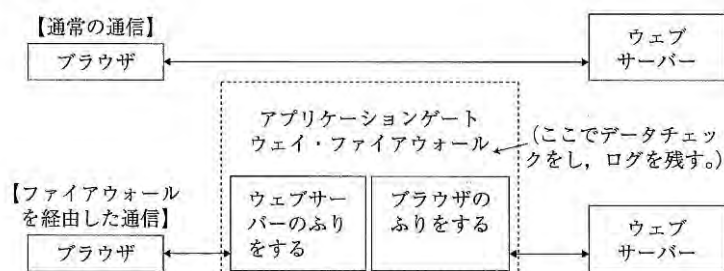 【通常の通信】
ブラウザ
ウェブ
サーバー
アプリケーションゲート
ウェイ・ファイアウォール
(ここでデータチェッ
クをし，ログを残す。)
【ファイアウォール
を経由した通信】
ブラウザ
ウェブサー
バーのふり
をする
ブラウザの
ふりをする
ウェブ
サーバー